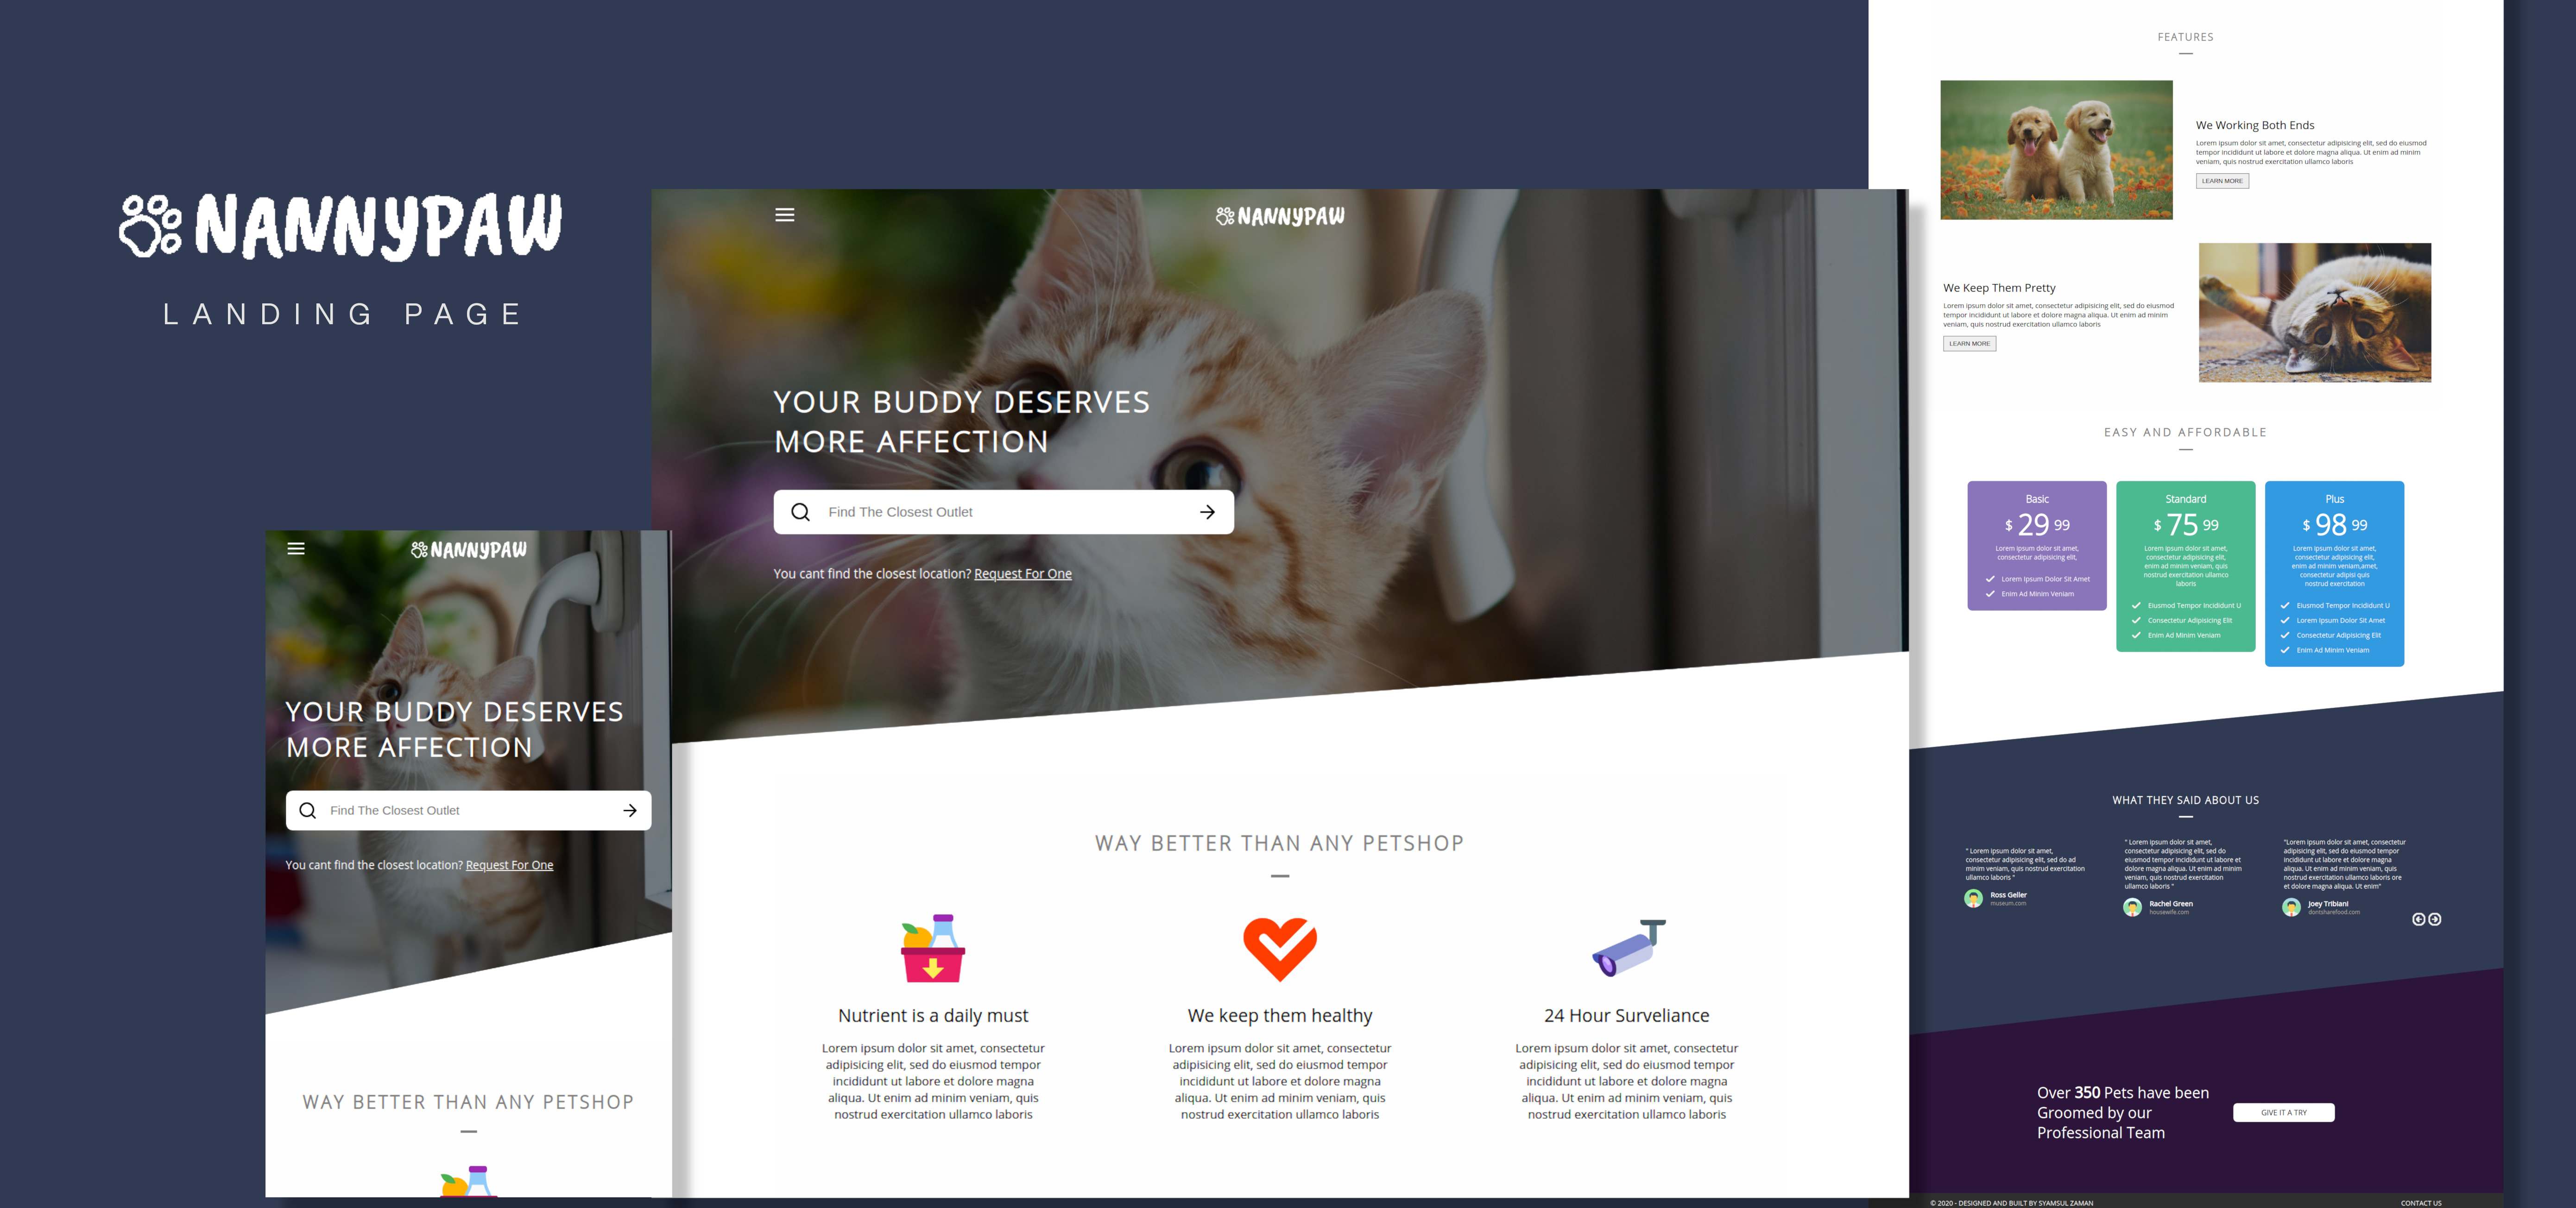 NANNYPAW
LANDING PAGE
NANNYPAW
YOUR BUDDY DESERVES
MORE AFFECTION
Find The Closest Outlet
You cant find the closest location? Request For One
WAY BETTER THAN ANY PETSHOP
NANNYPAW
YOUR BUDDY DESERVES
MORE AFFECTION
Find The Closest Outlet
You cant find the closest location? Request For One
WAY BETTER THAN ANY PETSHOP
Nutrient is a daily must
Lorem ipsum dolor sit amet, consectetur
adipisicing elit, sed do eiusmod tempor
incididunt ut labore et dolore magna
aliqua. Ut enim ad minim veniam, quis
nostrud exercitation ullamco laboris
We keep them healthy
Lorem ipsum dolor sit amet, consectetur
adipisicing elit, sed do eiusmod tempor
incididunt ut labore et dolore magna
aliqua. Ut enim ad minim veniam, quis
nostrud exercitation ullamco laboris
24 Hour Surveliance
Lorem ipsum dolor sit amet, consectetur
adipisicing elit, sed do eiusmod tempor
incididunt ut labore et dolore magna
aliqua. Ut enim ad minim veniam, quis
nostrud exercitation ullamco laboris
FEATURES
We Working Both Ends
Lorem ipsum dolor sit amet, consectetur adipisicing elit, sed do eiusmod
tempor incididunt ut labore et dolore magna aliqua. Ut enim ad minim
veniam, quis nostrud exercitation ullamco laboris
LEARN MORE
We Keep Them Pretty
Lorem ipsum dolor sit amet, consectetur adipisicing elit, sed do eiusmod
tempor incididunt ut labore et dolore magna aliqua. Ut enim ad minim
veniam, quis nostrud exercitation ullamco laboris
LEARN MORE
EASY AND AFFORDABLE
Basic
$ 29 99
Lorem ipsum dolor sit amet,
consectetur adipisicing elit,
Lorem Ipsum Dolor Sit Amet
Enim Ad Minim Veniam
Standard
$ 75 99
Lorem ipsum dolor sit amet,
consectetur adipisicing elit,
enim ad minim veniam, quis
nostrud exercitation ullamco
laboris
Eiusmod Tempor Incididunt U
Consectetur Adipisicing Elit
Enim Ad Minim Veniam
Plus
$ 98 99
Lorem ipsum dolor sit amet,
consectetur adipisicing elit,
enim ad minim veniam,amet,
consectetur adipisi quis
nostrud exercitation
Eiusmod Tempor Incididunt U
Lorem Ipsum Dolor Sit Amet
Consectetur Adipisicing Elit
Enim Ad Minim Veniam
WHAT THEY SAID ABOUT US
" Lorem ipsum dolor sit amet,
consectetur adipisicing elit, sed do ad
minim veniam, quis nostrud exercitation
ullamco laboris "
Ross Geller
museum.com
" Lorem ipsum dolor sit amet,
consectetur adipisicing elit, sed do
eiusmod tempor incididunt ut labore et
dolore magna aliqua. Ut enim ad minim
veniam, quis nostrud exercitation
ullamco laboris "
Rachel Green
housewife.com
"Lorem ipsum dolor sit amet, consectetur
adipisicing elit, sed do eiusmod tempor
incididunt ut labore et dolore magna
aliqua. Ut enim ad minim veniam, quis
nostrud exercitation ullamco laboris ore
et dolore magna aliqua. Ut enim"
Joey Tribiani
dontsharefood.com
Over 350 Pets have been
Groomed by our
Professional Team
GIVE IT A TRY
© 2020 - DESIGNED AND BUILT BY SYAMSUL ZAMAN
CONTACT US